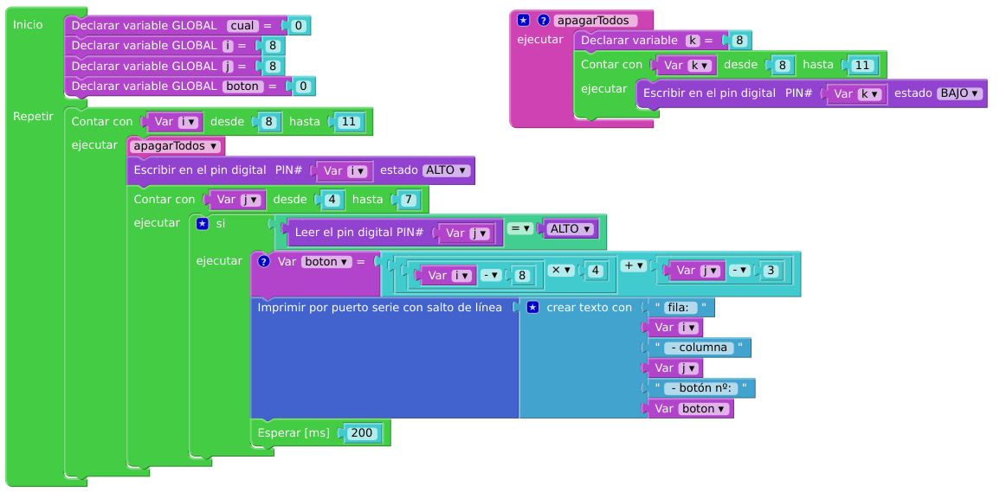 Inicio
Declarar variable GLOBAL cual = 0
Declarar variable GLOBAL i = 8
Declarar variable GLOBAL j = 8
Declarar variable GLOBAL boton = 0
Repetir
Contar con Var i ▾ desde 8 hasta 11
ejecutar apagarTodos ▾
Escribir en el pin digital PIN# Var i ▾ estado ALTO ▾
Contar con Var j ▾ desde 4 hasta 7
ejecutar si Leer el pin digital PIN# Var j ▾ = ▾ ALTO ▾
ejecutar ? Var boton ▾ = Var i ▾ - ▾ 8 × ▾ 4 + ▾ Var j ▾ - ▾ 3
Imprimir por puerto serie con salto de línea crear texto con " fila: "
Var i ▾
" - columna "
Var j ▾
" - botón nº: "
Var boton ▾
Esperar [ms] 200
? apagarTodos
ejecutar Declarar variable k = 8
Contar con Var k ▾ desde 8 hasta 11
ejecutar Escribir en el pin digital PIN# Var k ▾ estado BAJO ▾